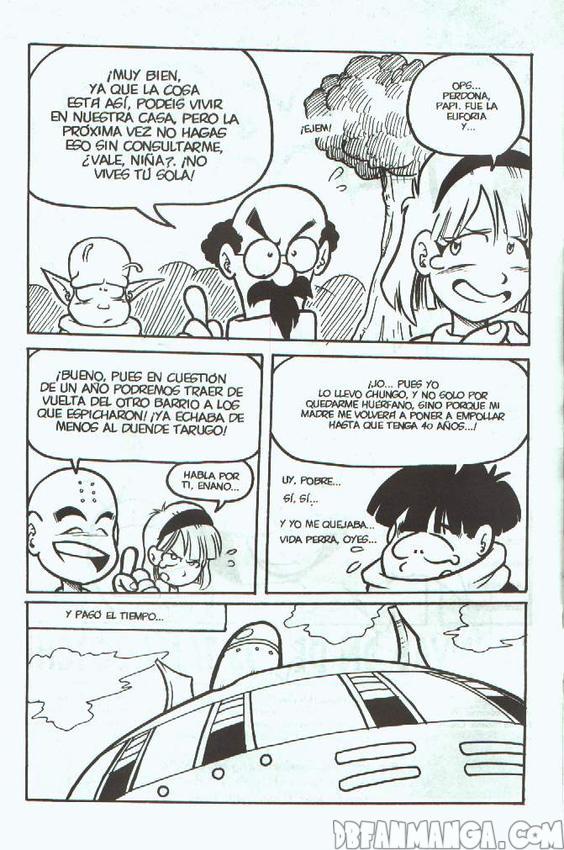 ¡MUY BIEN,
YA QUE LA COSA
ESTÁ ASÍ, PODEIS VIVIR
EN NUESTRA CASA, PERO LA
PRÓXIMA VEZ NO HAGAS
ESO SIN CONSULTARME,
¿VALE, NIÑA?. ¡NO
VIVES TÚ SOLA!
¡EJEM!
OPS...
PERDONA,
PAPI. FUE LA
EUFORIA
Y...
¡BUENO, PUES EN CUESTIÓN
DE UN AÑO PODREMOS TRAER DE
VUELTA DEL OTRO BARRIO A LOS
QUE ESPICHARON! ¡YA ECHABA DE
MENOS AL DUENDE TARUGO!
HABLA POR
TI, ENANO...
¡JO... PUES YO
LO LLEVO CHUNGO, Y NO SOLO POR
QUEDARME HUÉRFANO, SINO PORQUE MI
MADRE ME VOLVERÁ A PONER A EMPOLLAR
HASTA QUE TENGA 40 AÑOS...!
UY, POBRE...
SÍ, SÍ...
Y YO ME QUEJABA...
VIDA PERRA, OYES...
Y PASÓ EL TIEMPO...
DBFANMANGA.COM